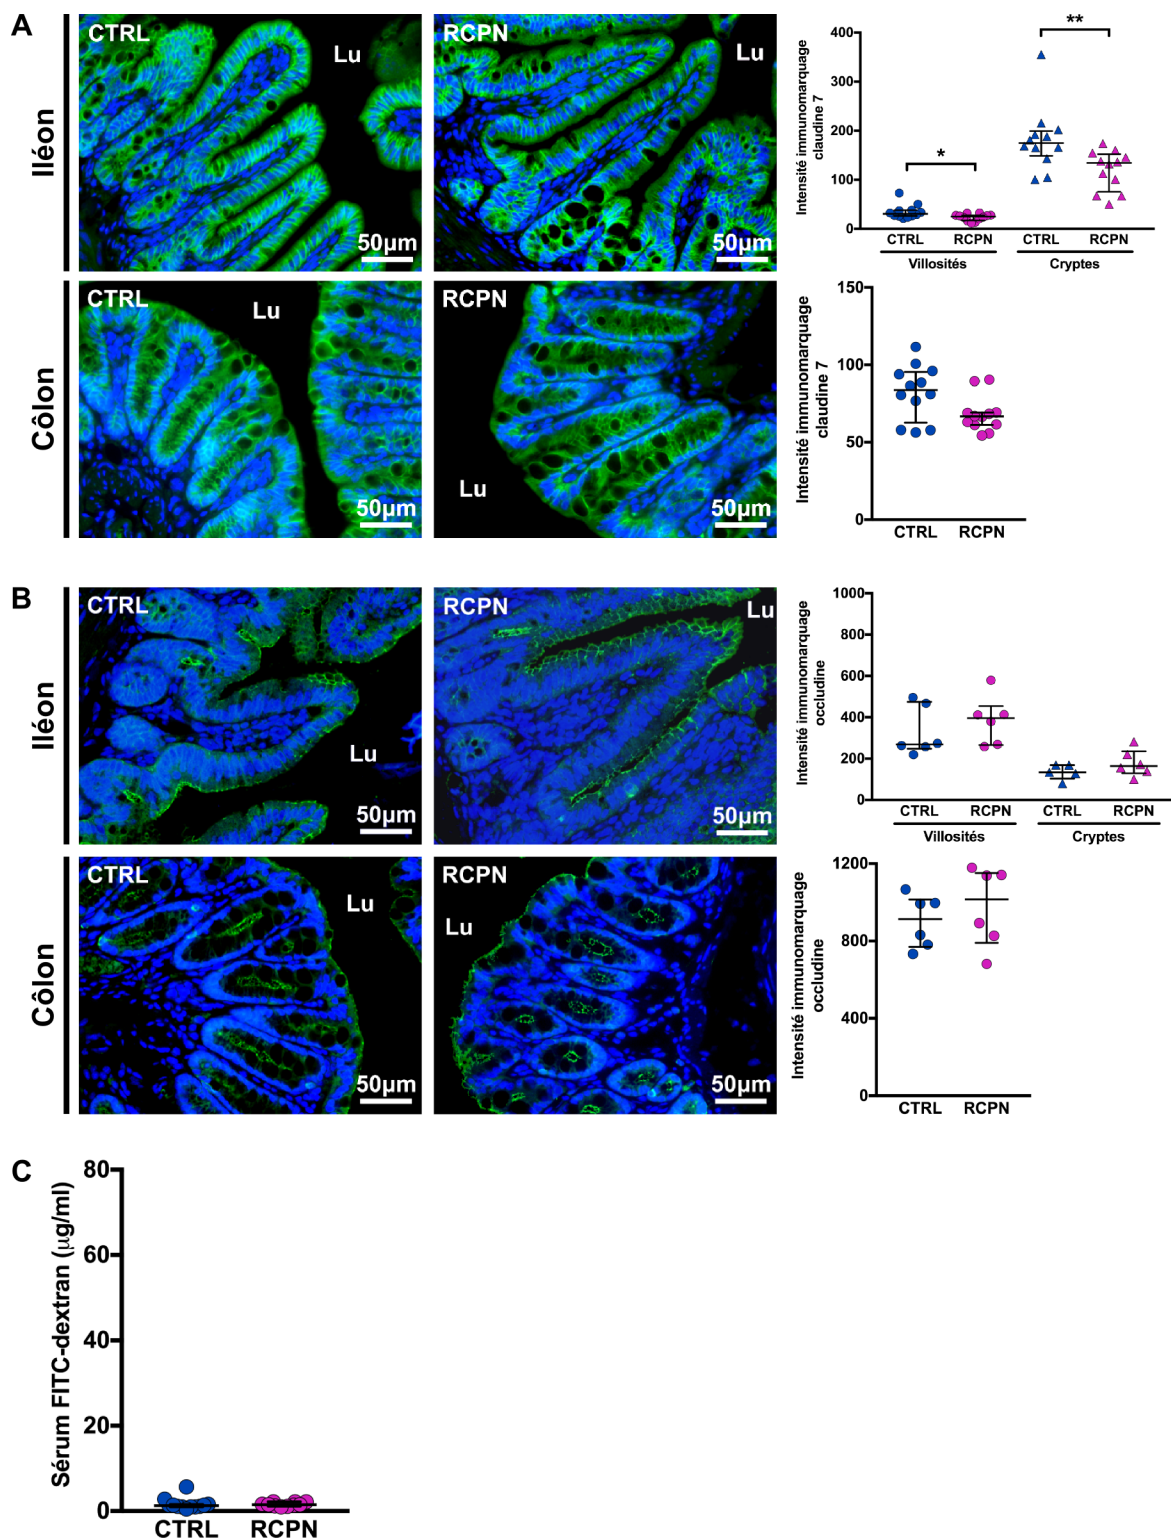 A
Iléon
CTRL
Lu
50µm
RCPN
Lu
50µm
Intensité immunomarquage
claudine 7
400
300
200
100
0
*
**
CTRL
RCPN
CTRL
RCPN
Villosités
Cryptes
Côlon
CTRL
Lu
50µm
RCPN
Lu
50µm
Intensité immunomarquage
claudine 7
150
100
50
0
CTRL
RCPN
B
Iléon
CTRL
Lu
50µm
RCPN
Lu
50µm
Intensité immunomarquage
occludine
1000
800
600
400
200
0
CTRL
RCPN
CTRL
RCPN
Villosités
Cryptes
Côlon
CTRL
Lu
50µm
RCPN
Lu
50µm
Intensité immunomarquage
occludine
1200
800
400
0
CTRL
RCPN
C
Sérum FITC-dextran (µg/ml)
80
60
40
20
0
CTRL
RCPN